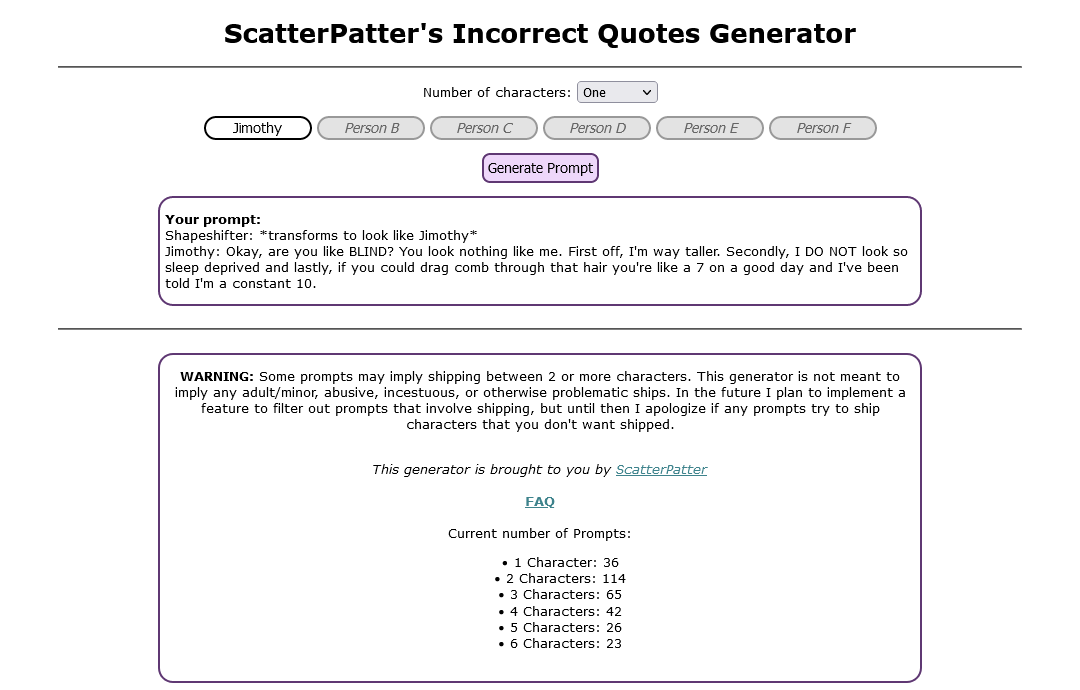 ScatterPatter's Incorrect Quotes Generator
Number of characters: One
Jimothy Person B Person C Person D Person E Person F
Generate Prompt
Your prompt:
Shapeshifter: *transforms to look like Jimothy*
Jimothy: Okay, are you like BLIND? You look nothing like me. First off, I'm way taller. Secondly, I DO NOT look so
sleep deprived and lastly, if you could drag comb through that hair you're like a 7 on a good day and I've been
told I'm a constant 10.
WARNING: Some prompts may imply shipping between 2 or more characters. This generator is not meant to
imply any adult/minor, abusive, incestuous, or otherwise problematic ships. In the future I plan to implement a
feature to filter out prompts that involve shipping, but until then I apologize if any prompts try to ship
characters that you don't want shipped.
This generator is brought to you by ScatterPatter
FAQ
Current number of Prompts:
• 1 Character: 36
• 2 Characters: 114
• 3 Characters: 65
• 4 Characters: 42
• 5 Characters: 26
• 6 Characters: 23